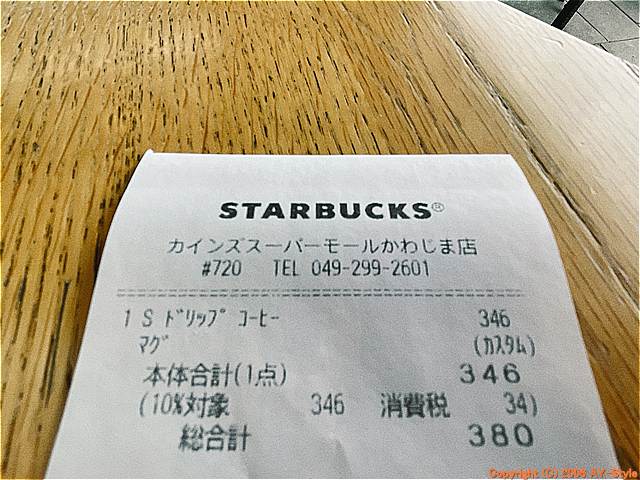 STARBUCKS®
カインズスーパーモールかわじま店
#720 TEL 049-299-2601
1 S ﾄﾞﾘｯﾌﾟ ｺｰﾋｰ 346
ﾏｸﾞ (ｶｽﾀﾑ)
本体合計(1点) 346
(10%対象 346 消費税 34)
総合計 380
Copyright (C) 2006 AY-Style